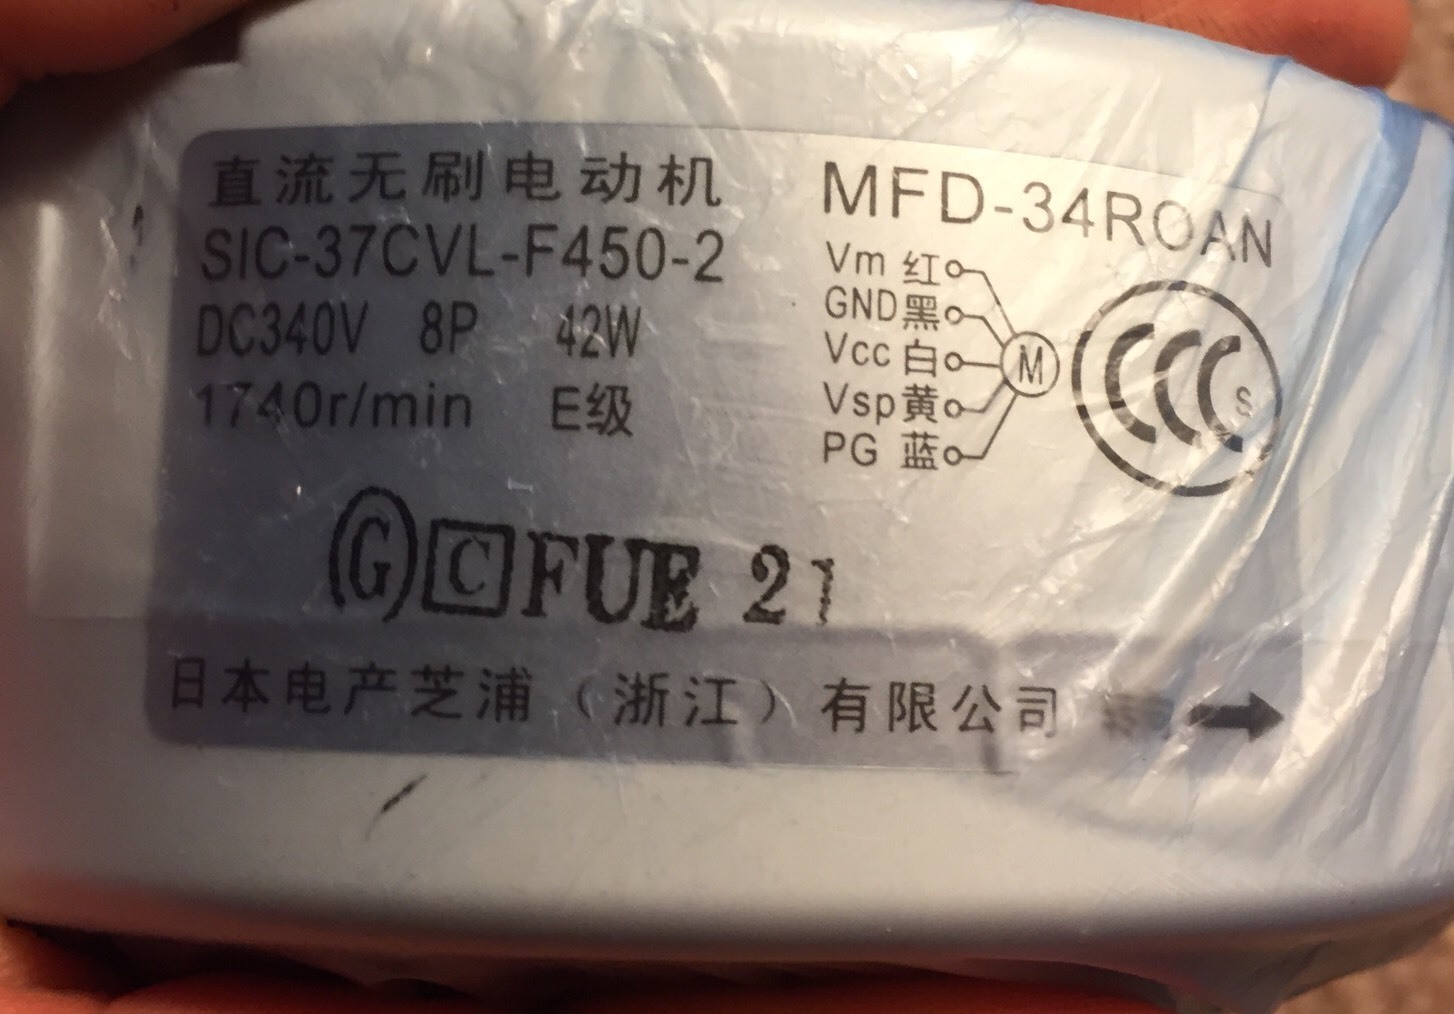 直流无刷电动机
SIC-37CVL-F450-2
DC340V 8P 42W
1740r/min E级
MFD-34ROAN
Vm 红
GND 黑
Vcc 白
Vsp 黄
PG 蓝
M
CCC S
G C FUE 21
日本电产芝浦（浙江）有限公司